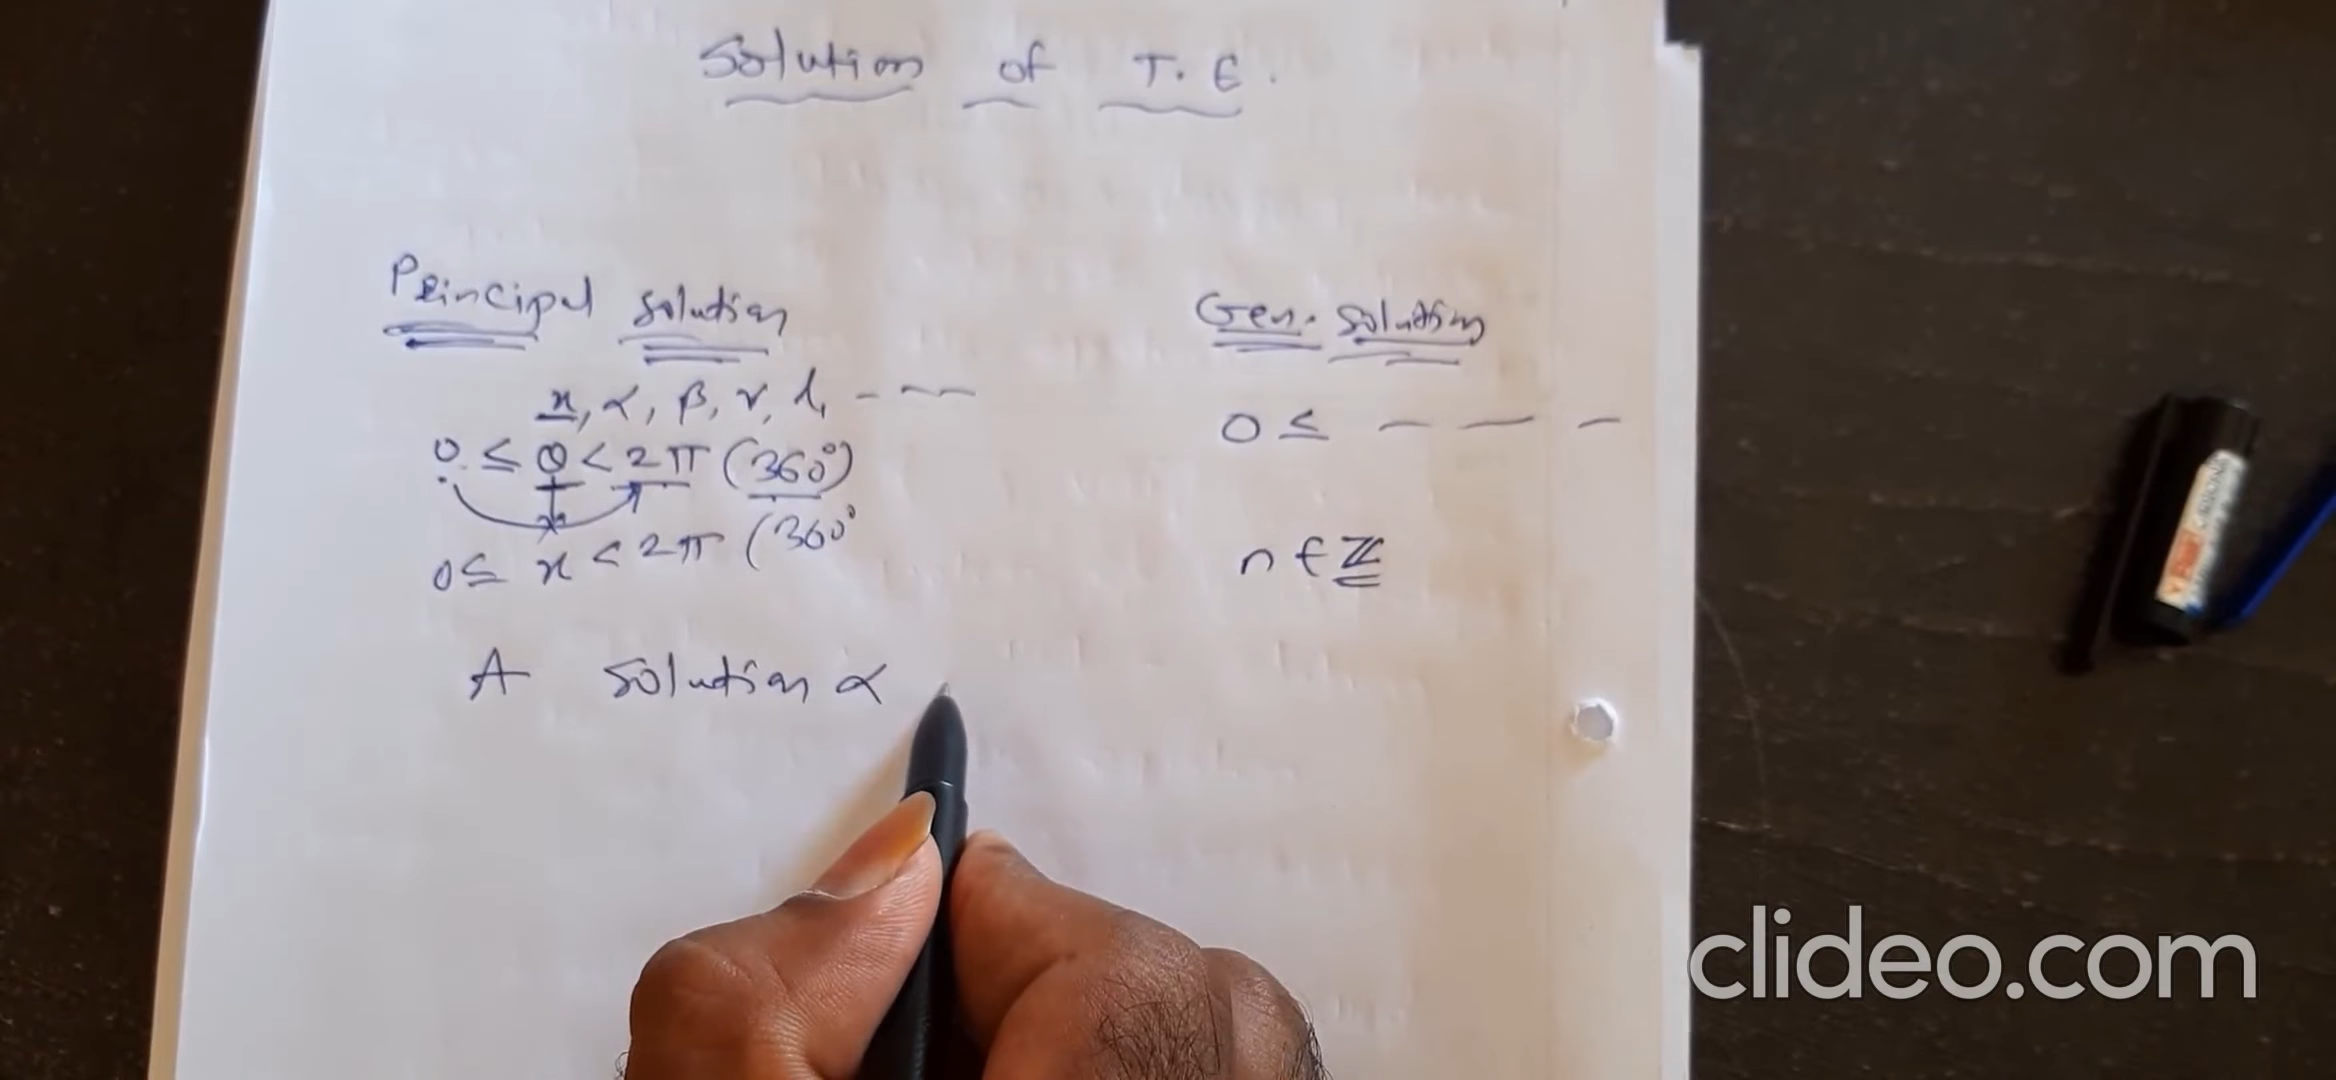 Solution of T.E.
Principal solution
x, α, β, γ, λ, - - -
0 ≤ θ < 2π (360°)
0 ≤ x < 2π (360°
A solution α
Gen. solution
0 ≤ - - -
n ∈ ℤ
clideo.com